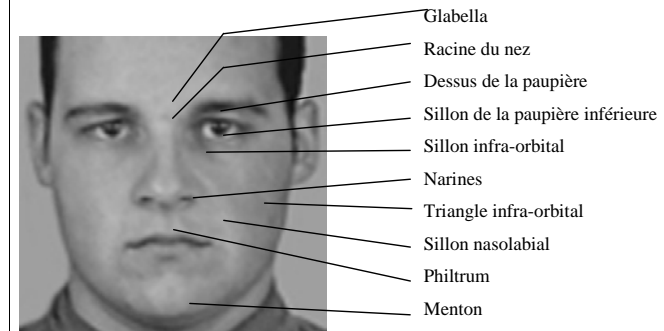 Glabella
Racine du nez
Dessus de la paupière
Sillon de la paupière inférieure
Sillon infra-orbital
Narines
Triangle infra-orbital
Sillon nasolabial
Philtrum
Menton